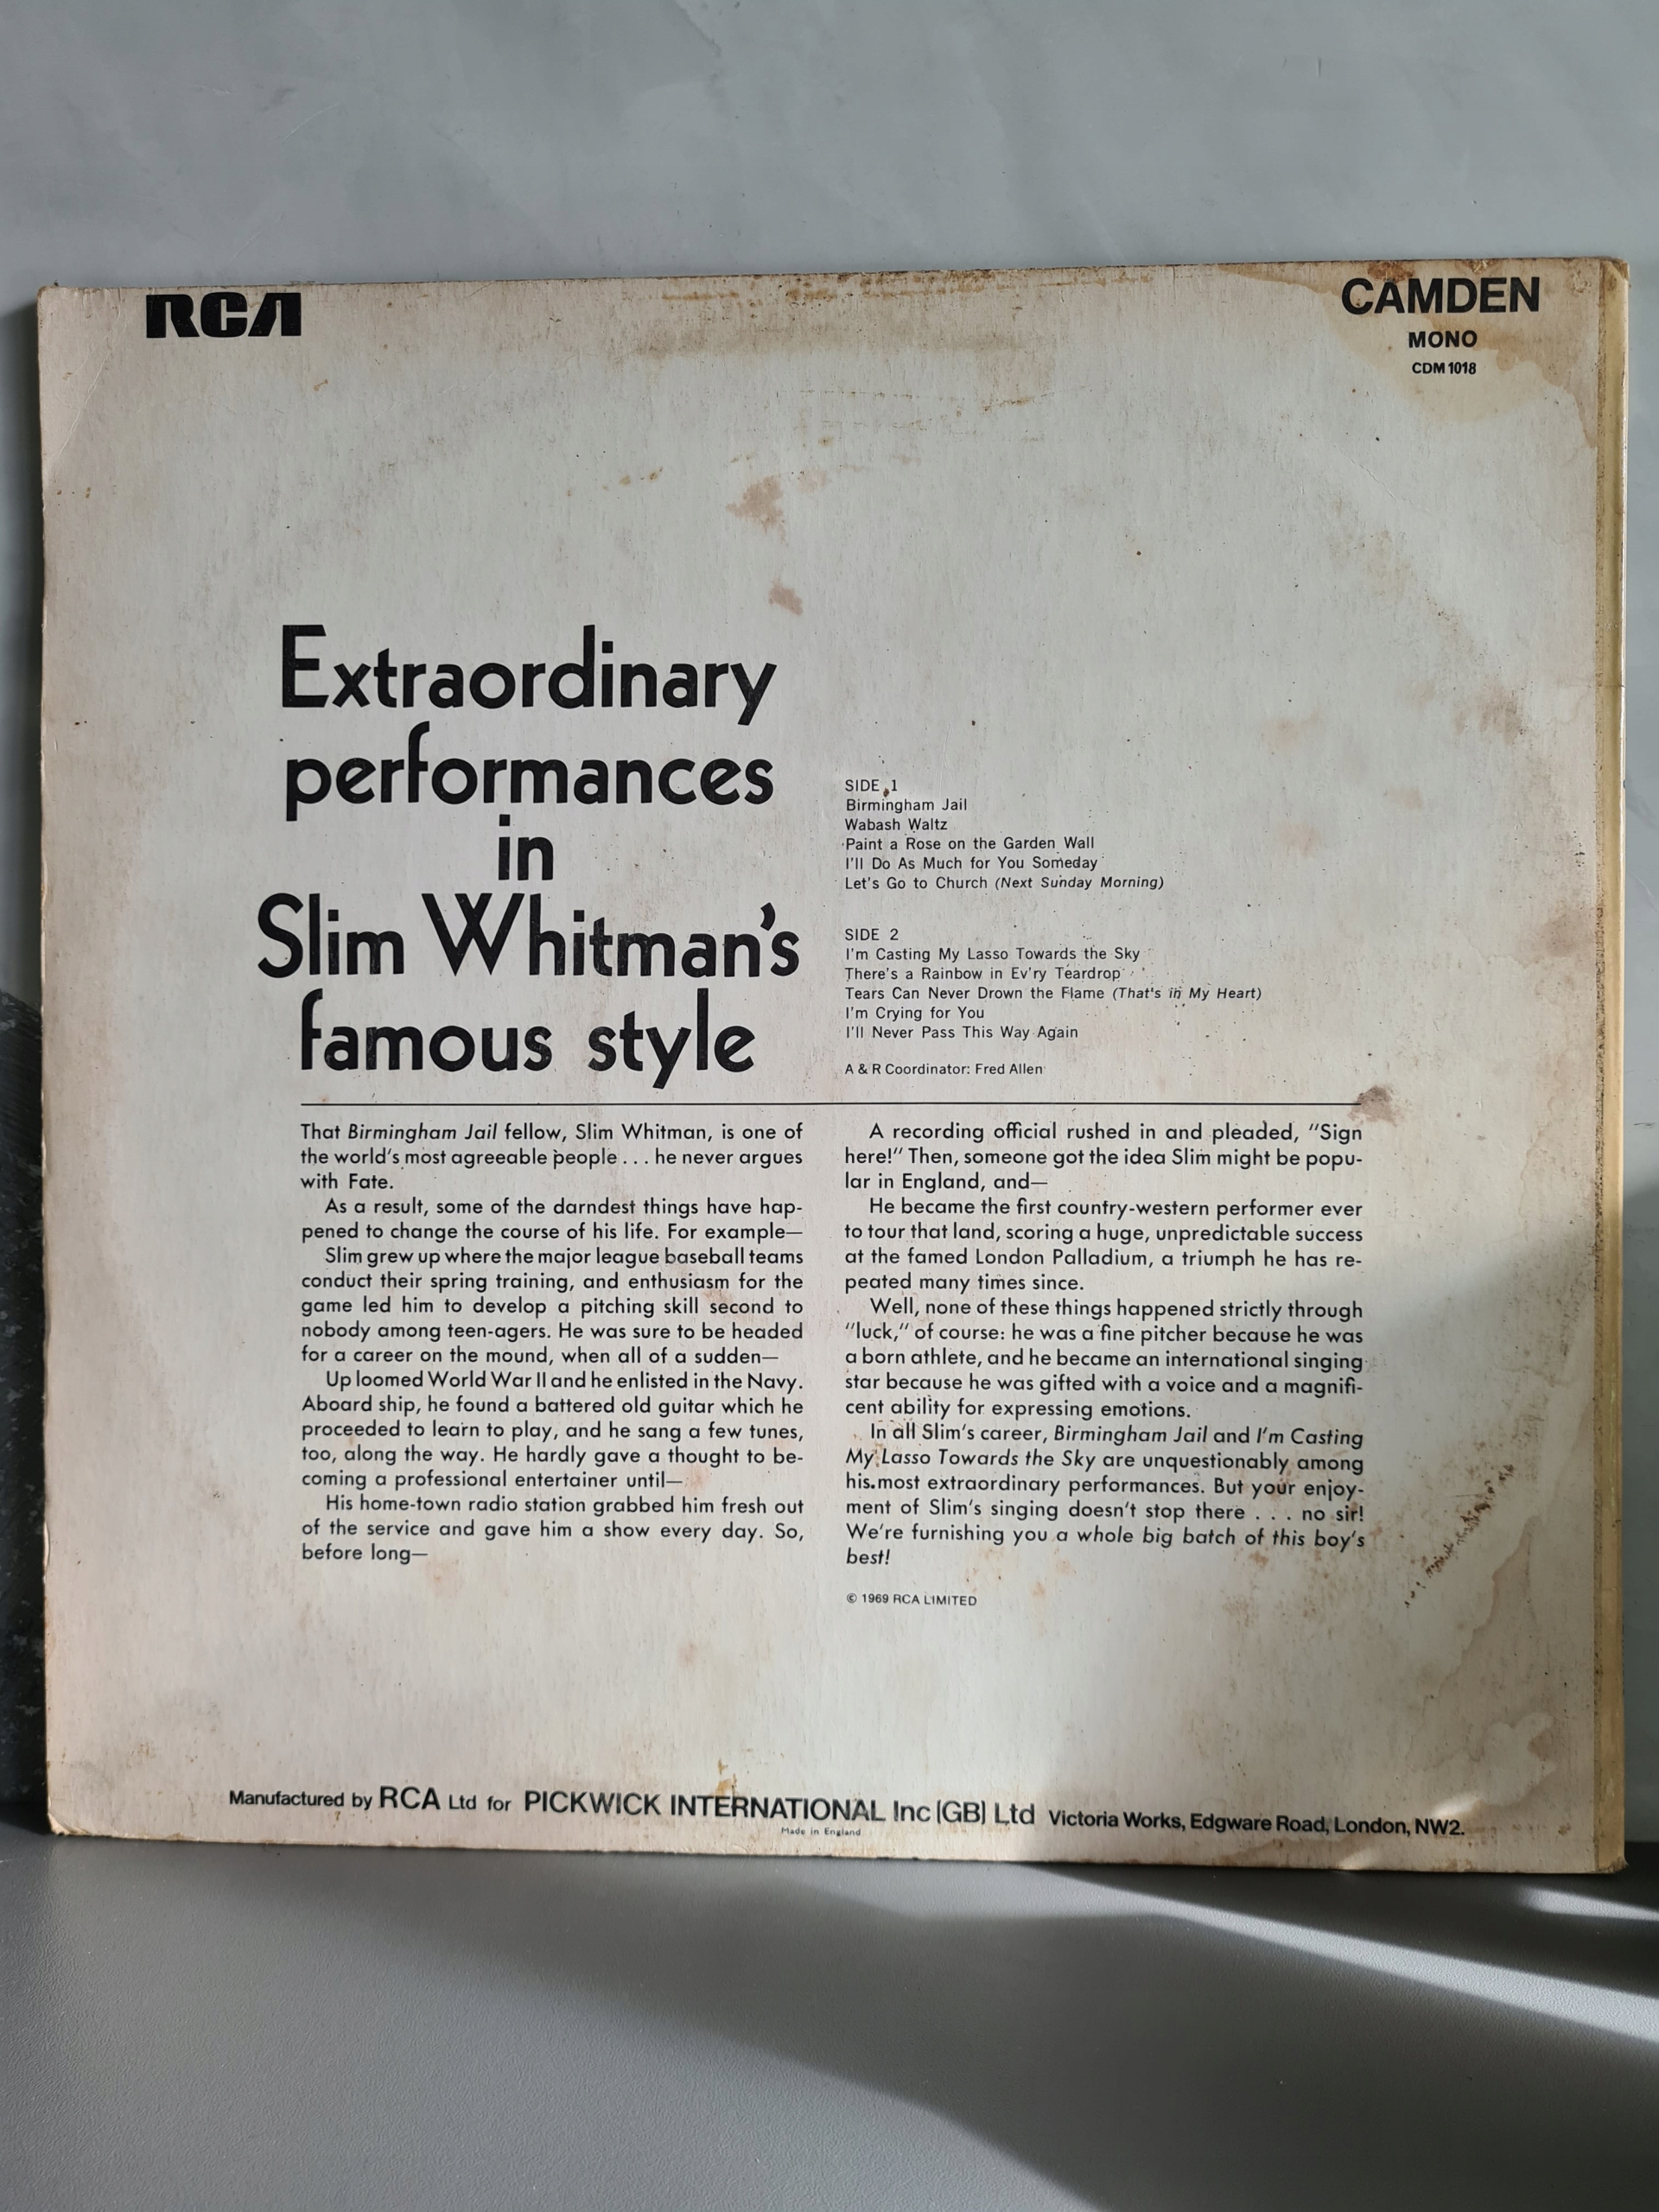 RCA
CAMDEN
MONO
CDM 1018
Extraordinary
performances
in
Slim Whitman's
famous style
SIDE 1
Birmingham Jail
Wabash Waltz
Paint a Rose on the Garden Wall
I'll Do As Much for You Someday
Let's Go to Church (Next Sunday Morning)
SIDE 2
I'm Casting My Lasso Towards the Sky
There's a Rainbow in Ev'ry Teardrop
Tears Can Never Drown the Flame (That's in My Heart)
I'm Crying for You
I'll Never Pass This Way Again
A & R Coordinator: Fred Allen
That Birmingham Jail fellow, Slim Whitman, is one of
the world's most agreeable people . . . he never argues
with Fate.
As a result, some of the darndest things have hap-
pened to change the course of his life. For example—
Slim grew up where the major league baseball teams
conduct their spring training, and enthusiasm for the
game led him to develop a pitching skill second to
nobody among teen-agers. He was sure to be headed
for a career on the mound, when all of a sudden—
Up loomed World War II and he enlisted in the Navy.
Aboard ship, he found a battered old guitar which he
proceeded to learn to play, and he sang a few tunes,
too, along the way. He hardly gave a thought to be-
coming a professional entertainer until—
His home-town radio station grabbed him fresh out
of the service and gave him a show every day. So,
before long—
A recording official rushed in and pleaded, "Sign
here!" Then, someone got the idea Slim might be popu-
lar in England, and—
He became the first country-western performer ever
to tour that land, scoring a huge, unpredictable success
at the famed London Palladium, a triumph he has re-
peated many times since.
Well, none of these things happened strictly through
"luck," of course: he was a fine pitcher because he was
a born athlete, and he became an international singing
star because he was gifted with a voice and a magnifi-
cent ability for expressing emotions.
In all Slim's career, Birmingham Jail and I'm Casting
My Lasso Towards the Sky are unquestionably among
his most extraordinary performances. But your enjoy-
ment of Slim's singing doesn't stop there . . . no sir!
We're furnishing you a whole big batch of this boy's
best!
© 1969 RCA LIMITED
Manufactured by RCA Ltd for PICKWICK INTERNATIONAL Inc (GB) Ltd Victoria Works, Edgware Road, London, NW2.
Made in England